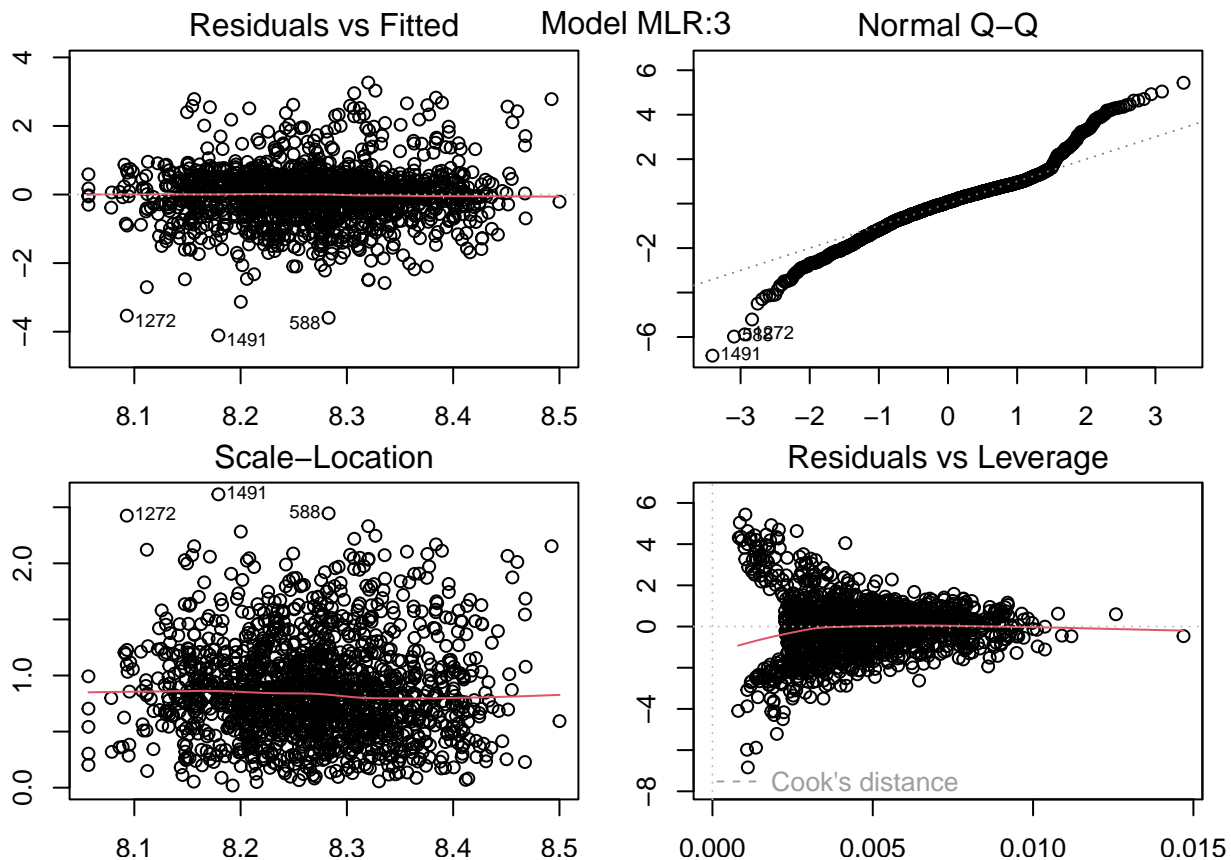 Model MLR:3
Residuals vs Fitted
4
2
0
−2
−4
1272
1491
588
8.1 8.2 8.3 8.4 8.5
Normal Q−Q
6
4
2
−2
−6
588
1272
1491
−3 −2 −1 0 1 2 3
Scale−Location
2.0
1.0
0.0
1272
1491
588
8.1 8.2 8.3 8.4 8.5
Residuals vs Leverage
6
4
2
0
−4
−8
Cook's distance
0.000 0.005 0.010 0.015